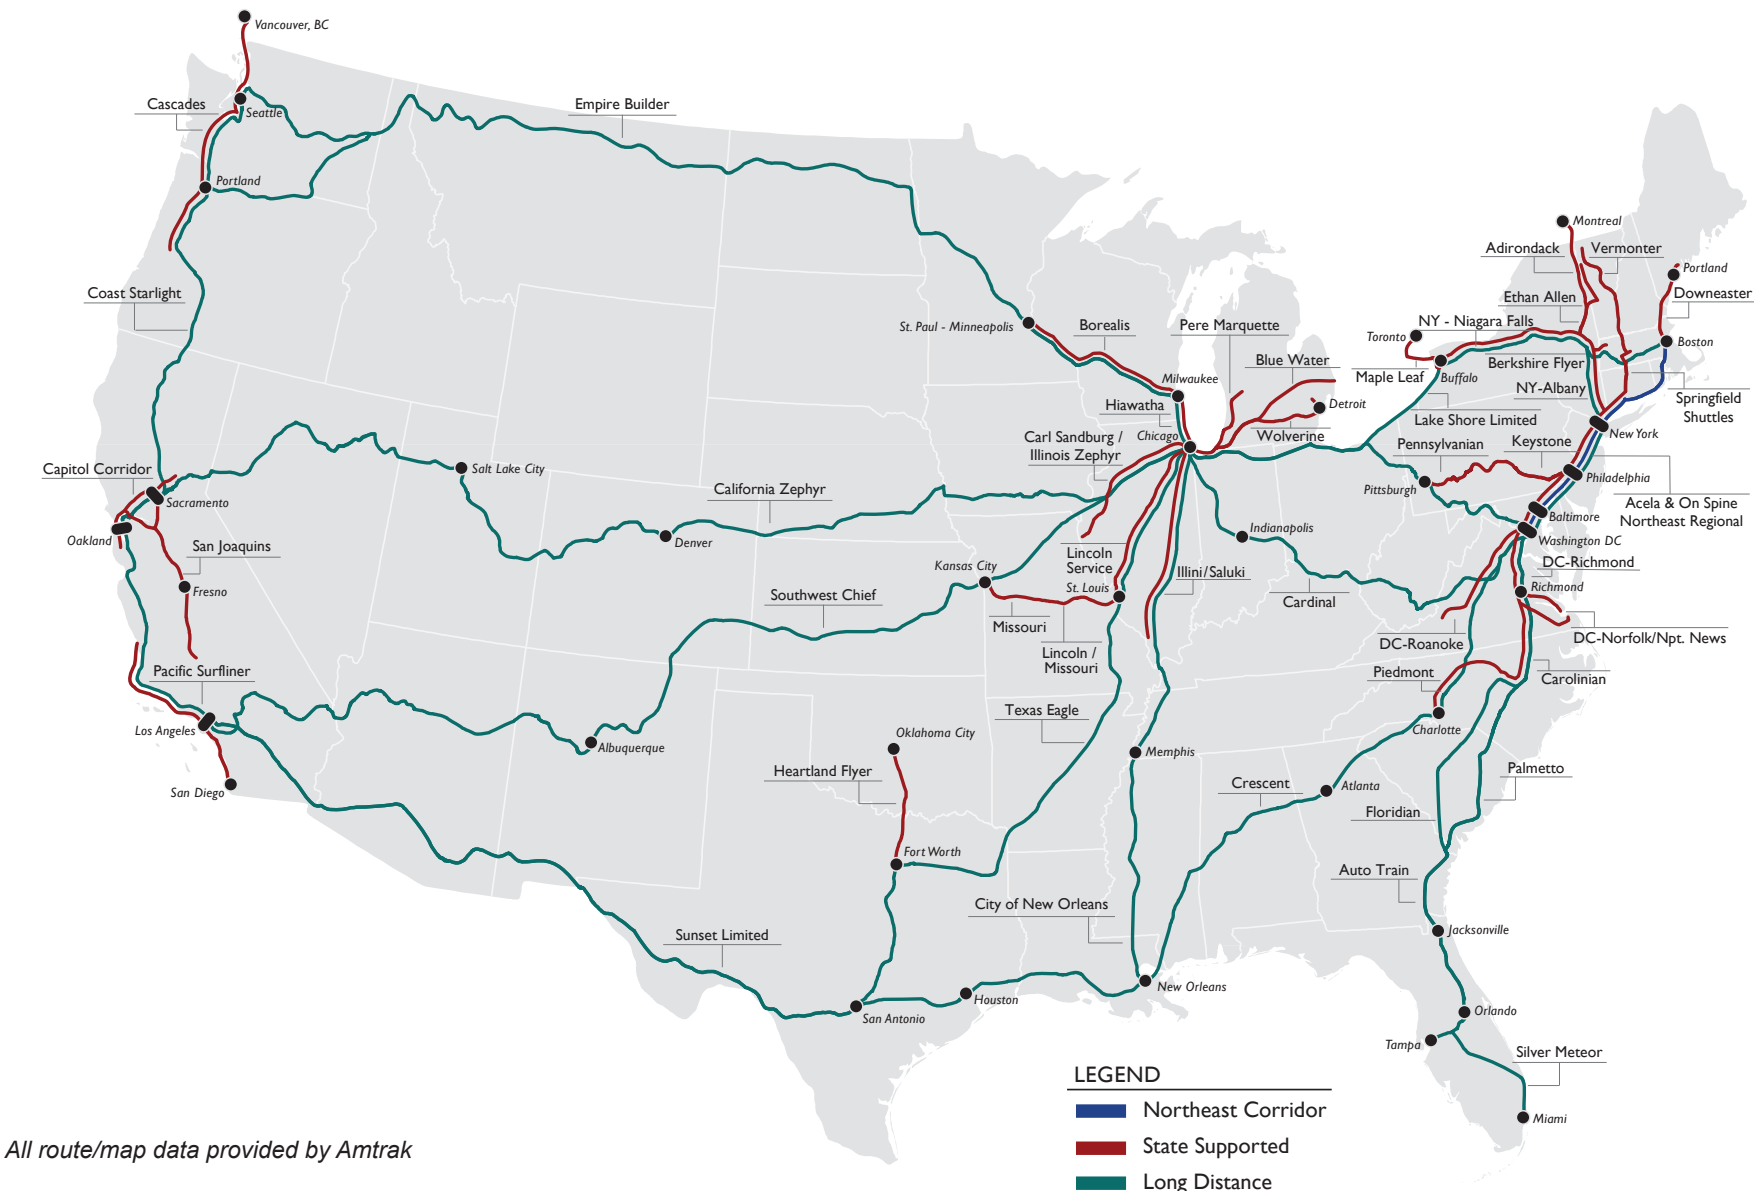 Vancouver, BC
Cascades
Seattle
Empire Builder
Portland
Coast Starlight
Montreal
Adirondack
Vermonter
Portland
Ethan Allen
Downeaster
St. Paul - Minneapolis
Borealis
Pere Marquette
NY - Niagara Falls
Toronto
Boston
Blue Water
Berkshire Flyer
Maple Leaf
Buffalo
Milwaukee
NY-Albany
Springfield
Shuttles
Hiawatha
Detroit
Lake Shore Limited
Chicago
Wolverine
New York
Carl Sandburg /
Illinois Zephyr
Pennsylvanian
Keystone
Capitol Corridor
Salt Lake City
Pittsburgh
Philadelphia
California Zephyr
Sacramento
Acela & On Spine
Northeast Regional
Baltimore
Oakland
Denver
Indianapolis
Washington DC
San Joaquins
Lincoln
Service
DC-Richmond
Kansas City
Illini/Saluki
Fresno
St. Louis
Richmond
Southwest Chief
Cardinal
Missouri
DC-Norfolk/Npt. News
DC-Roanoke
Lincoln /
Missouri
Pacific Surfliner
Piedmont
Carolinian
Los Angeles
Texas Eagle
Charlotte
Oklahoma City
Albuquerque
Memphis
Heartland Flyer
Palmetto
San Diego
Crescent
Atlanta
Floridian
Fort Worth
Auto Train
City of New Orleans
Sunset Limited
Jacksonville
New Orleans
Houston
San Antonio
Orlando
Tampa
Silver Meteor
LEGEND
Northeast Corridor
Miami
State Supported
All route/map data provided by Amtrak
Long Distance